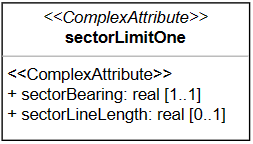 <<ComplexAttribute>>
sectorLimitOne
<<ComplexAttribute>>
+ sectorBearing: real [1..1]
+ sectorLineLength: real [0..1]